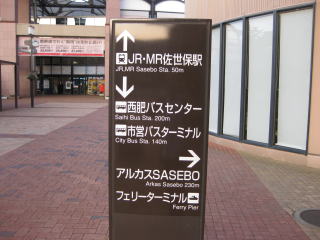 JR・MR佐世保駅
JR.MR Sasebo Sta. 50m
西肥バスセンター
Saihi Bus Sta. 200m
市営バスターミナル
City Bus Sta. 140m
アルカスSASEBO
Arkas Sasebo 230m
フェリーターミナル
Ferry Pier